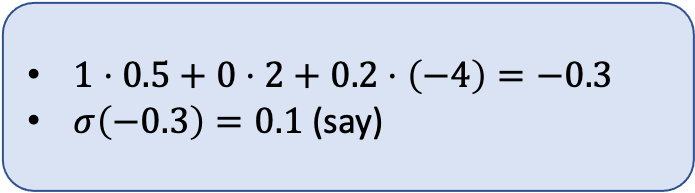 • 1 · 0.5 + 0 · 2 + 0.2 · (−4) = −0.3
• σ(−0.3) = 0.1 (say)